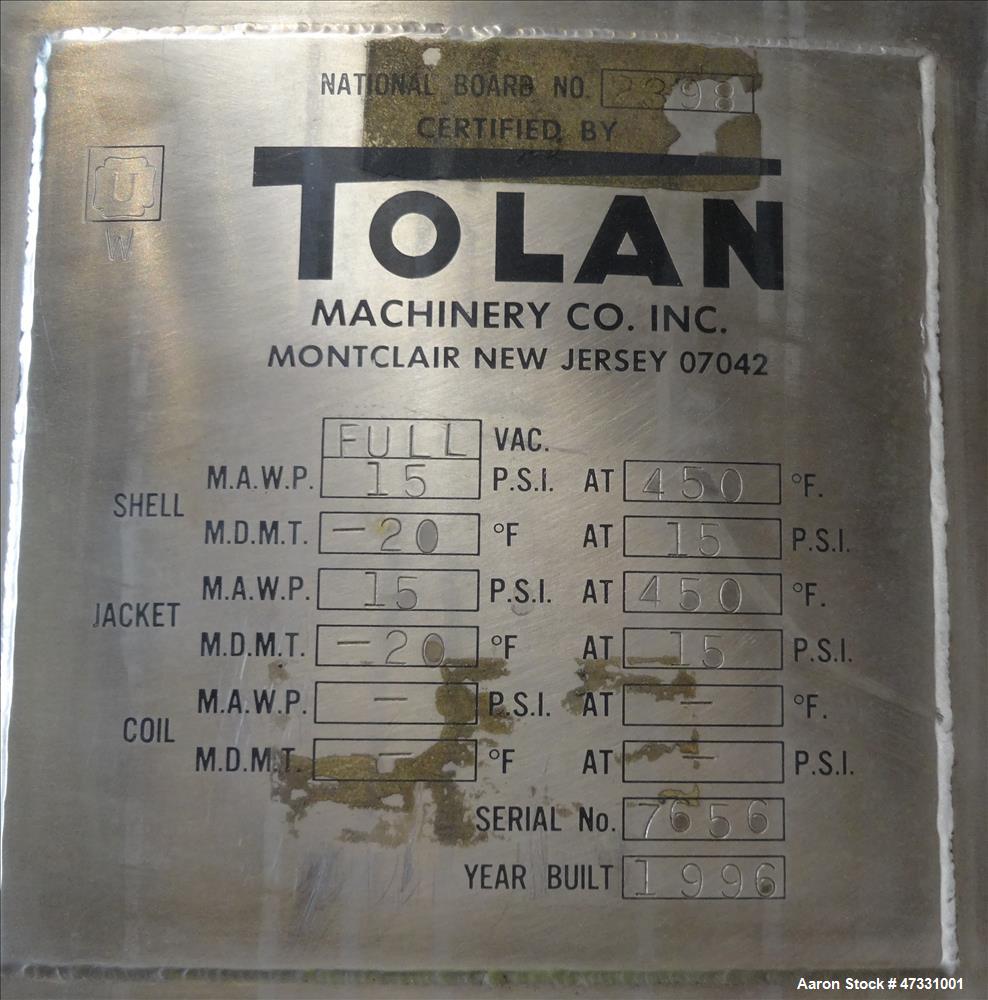 NATIONAL BOARD NO. 2398
CERTIFIED BY
U
W
TOLAN
MACHINERY CO. INC.
MONTCLAIR NEW JERSEY 07042
FULL VAC.
SHELL M.A.W.P. 15 P.S.I. AT 450 °F.
M.D.M.T. -20 °F AT 15 P.S.I.
JACKET M.A.W.P. 15 P.S.I. AT 450 °F.
M.D.M.T. -20 °F AT 15 P.S.I.
COIL M.A.W.P. - P.S.I. AT - °F.
M.D.M.T. - °F AT - P.S.I.
SERIAL No. 7656
YEAR BUILT 1996
Aaron Stock # 47331001